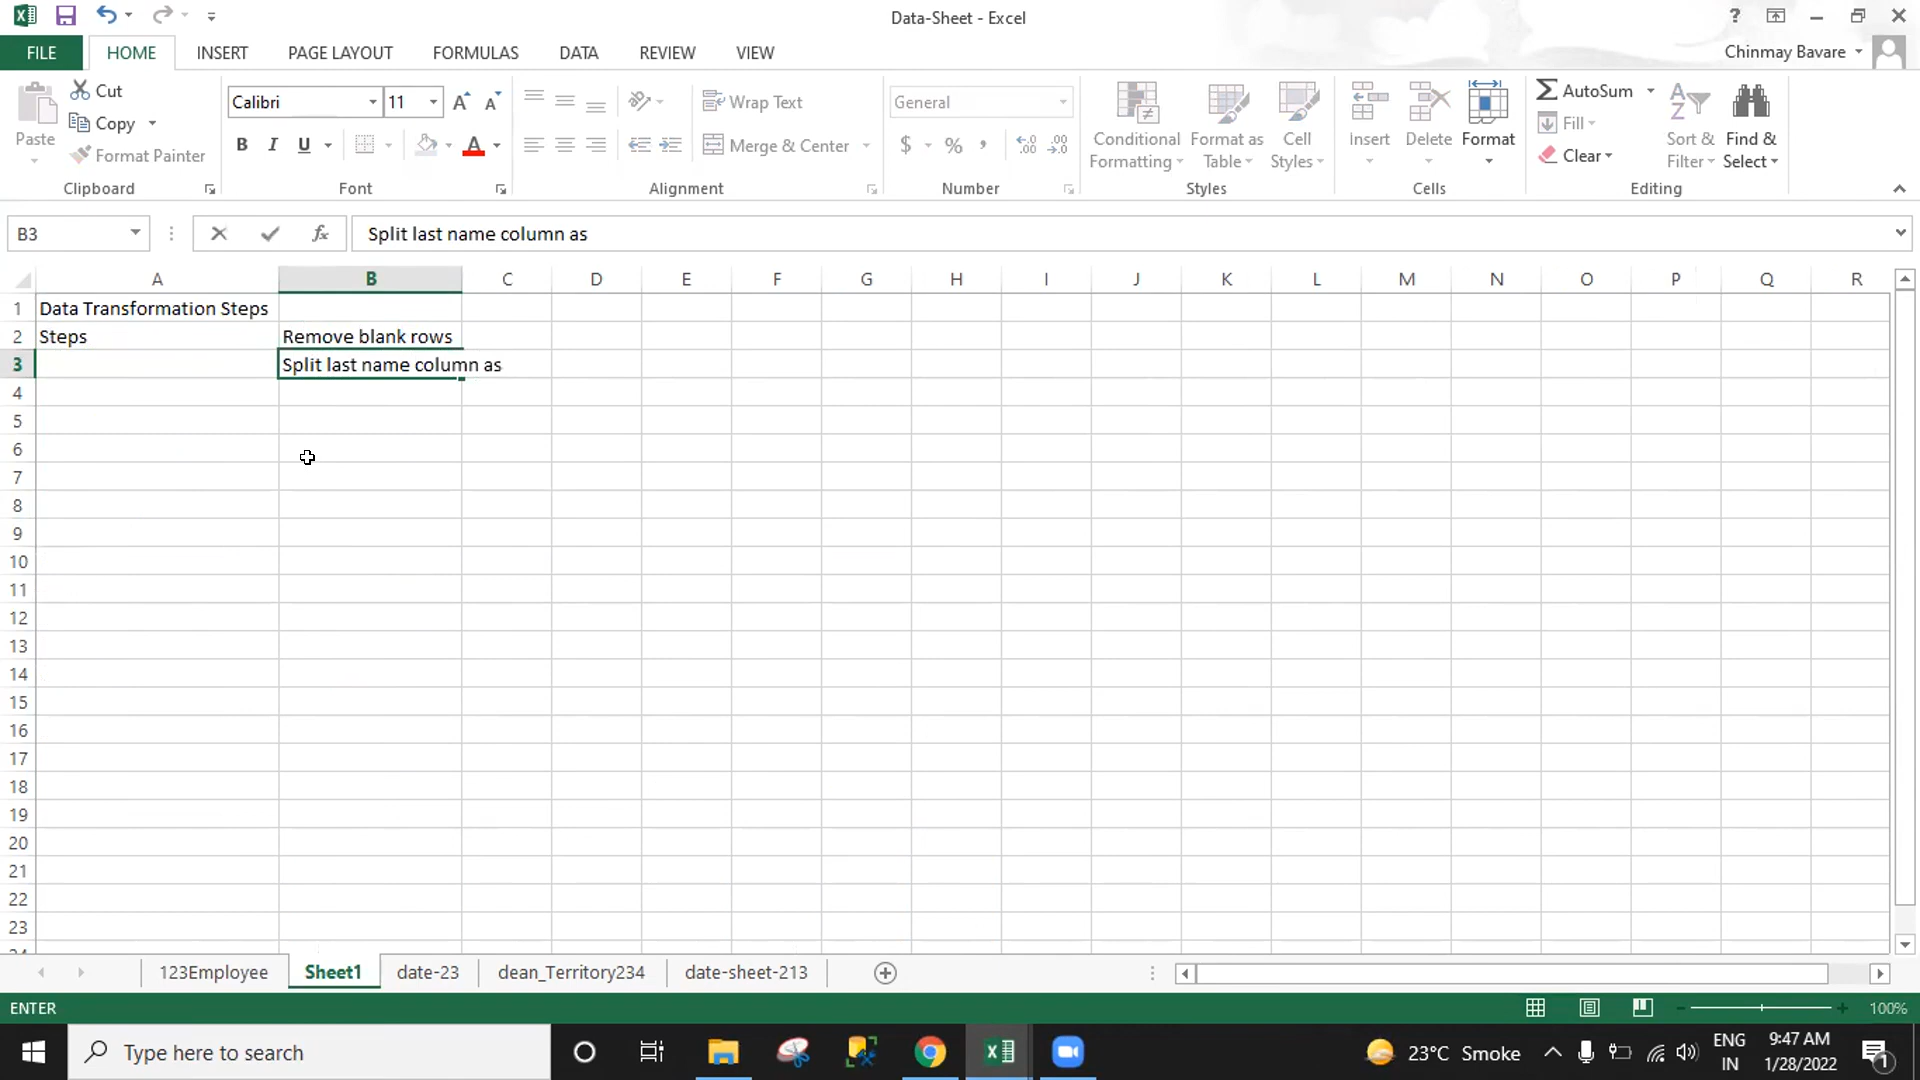 Data-Sheet - Excel
?
FILE HOME INSERT PAGE LAYOUT FORMULAS DATA REVIEW VIEW
Chinmay Bavare
Paste
Cut
Copy
Format Painter
Clipboard
Calibri 11
B I U
Font
Wrap Text
Merge & Center
Alignment
General
$ % ,
Number
Conditional Formatting
Format as Table
Cell Styles
Styles
Insert
Delete
Format
Cells
AutoSum
Fill
Clear
Sort & Filter
Find & Select
Editing
B3 fx Split last name column as
A B C D E F G H I J K L M N O P Q R
1 Data Transformation Steps
2 Steps Remove blank rows
3 Split last name column as
4
5
6
7
8
9
10
11
12
13
14
15
16
17
18
19
20
21
22
23
123Employee Sheet1 date-23 dean_Territory234 date-sheet-213
ENTER 100%
Type here to search
23°C Smoke
ENG
IN
9:47 AM
1/28/2022
1